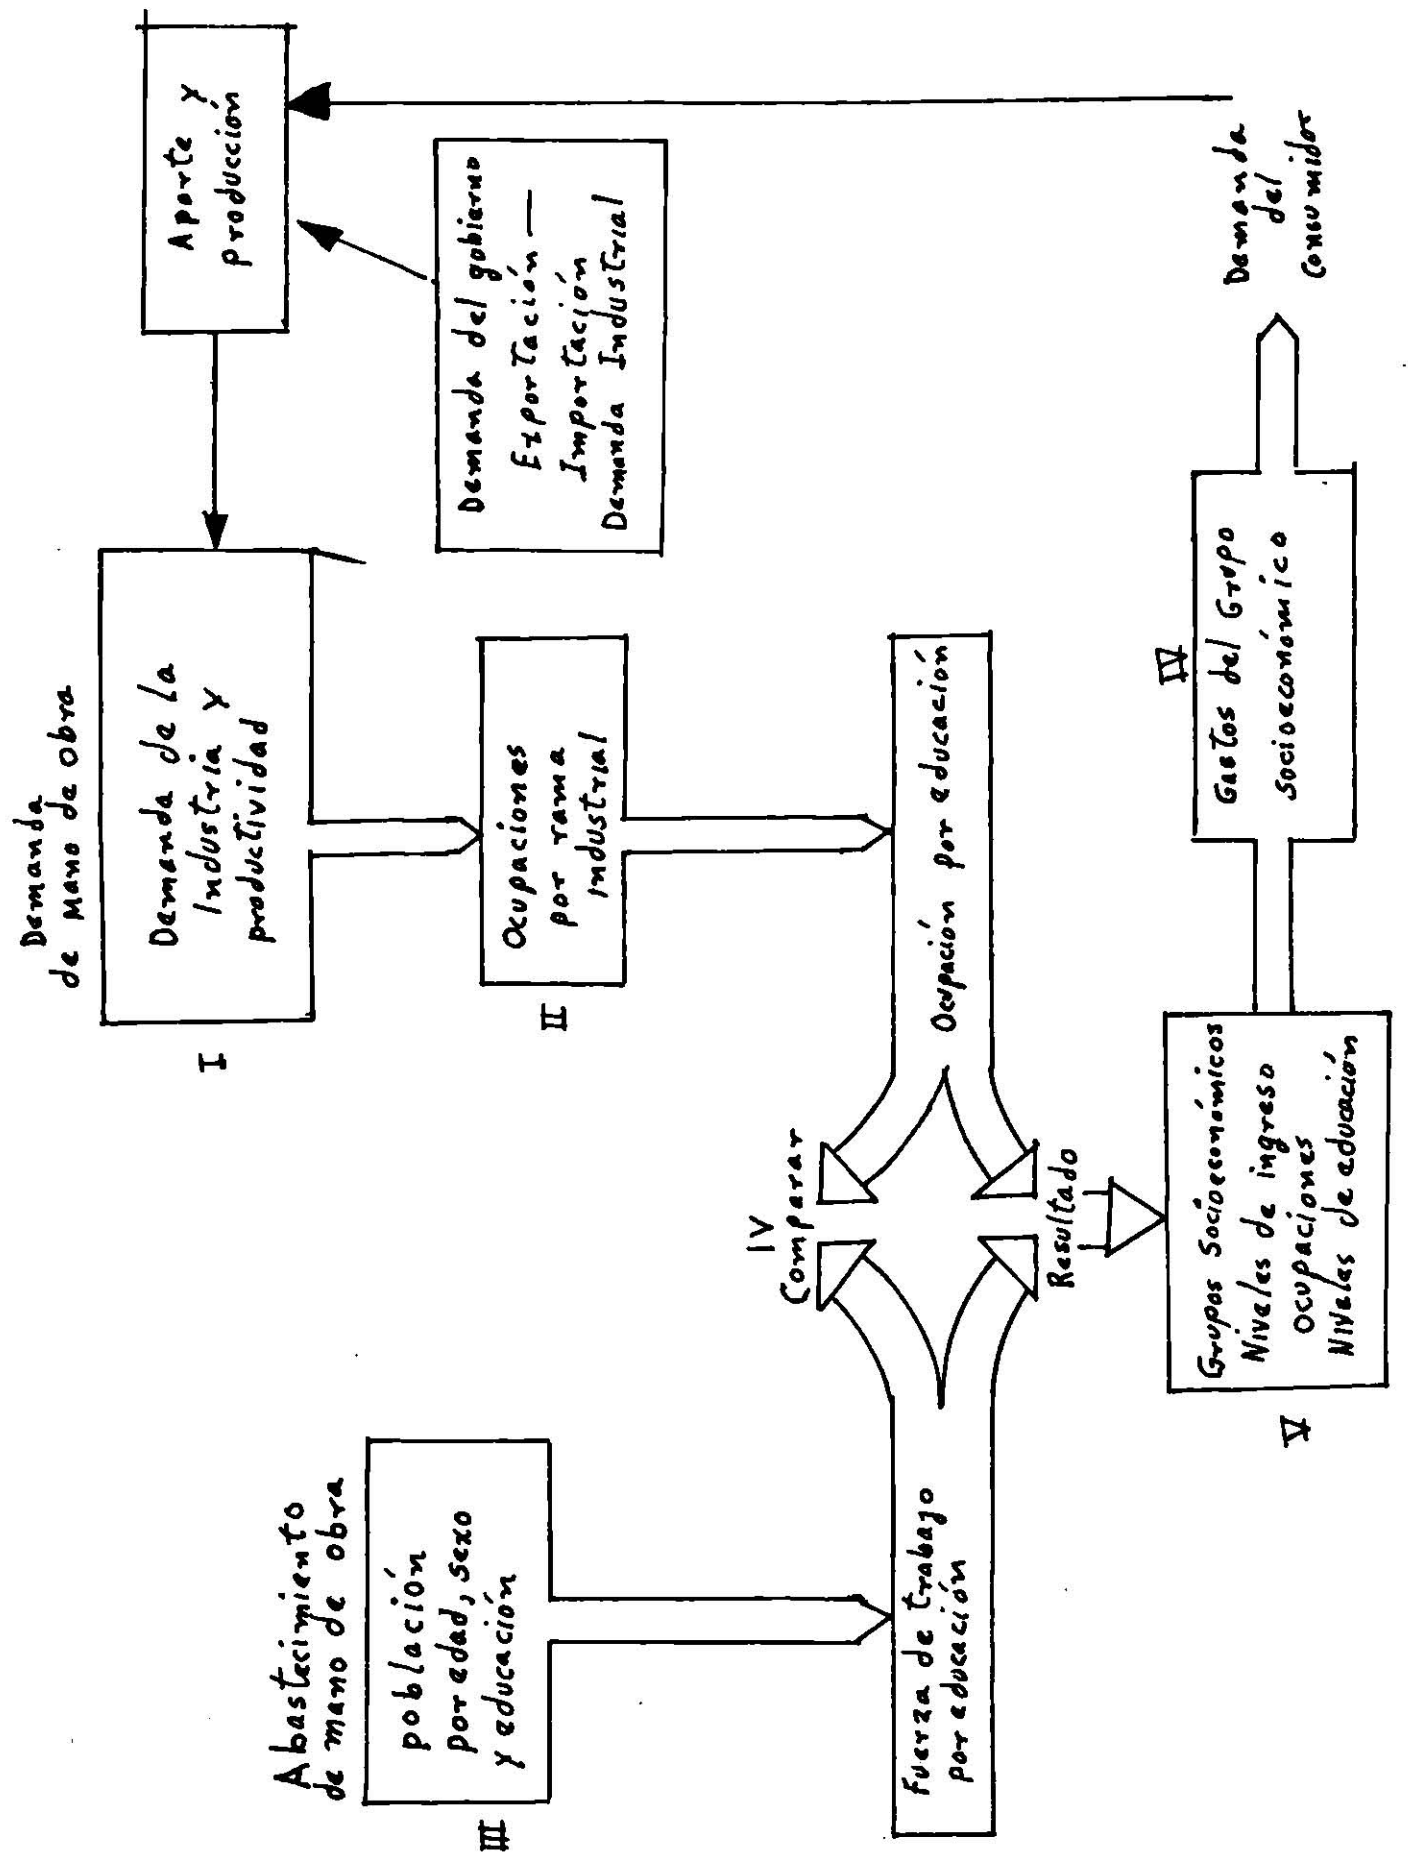 Abastecimiento
de mano de obra
III
población
por edad, sexo
y educación
Demanda
de Mano de obra
I
Demanda de La
Industria y
productividad
Aporte y
producción
II
Ocupaciones
por rama
industrial
Demanda del gobierno
Exportación —
Importación
Demanda Industrial
Fuerza de trabajo
por educación
IV
Comparar
Resultado
Ocupación por educación
V
Grupos Socioeconómicos
Niveles de ingreso
ocupaciones
Niveles de educación
IV
Gastos del Grupo
Socioeconómico
Demanda
del
Consumidor